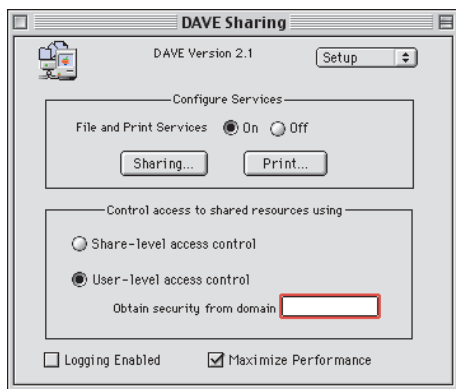 DAVE Sharing
DAVE Version 2.1
Setup
Configure Services
File and Print Services On Off
Sharing... Print...
Control access to shared resources using
Share-level access control
User-level access control
Obtain security from domain
Logging Enabled Maximize Performance